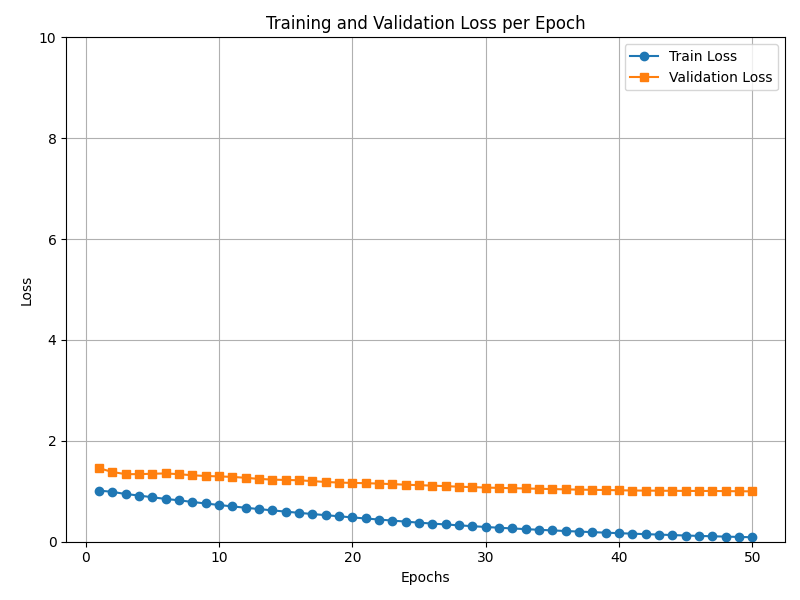 Training and Validation Loss per Epoch
Train Loss
Validation Loss
10
8
6
4
2
0
Loss
0 10 20 30 40 50
Epochs